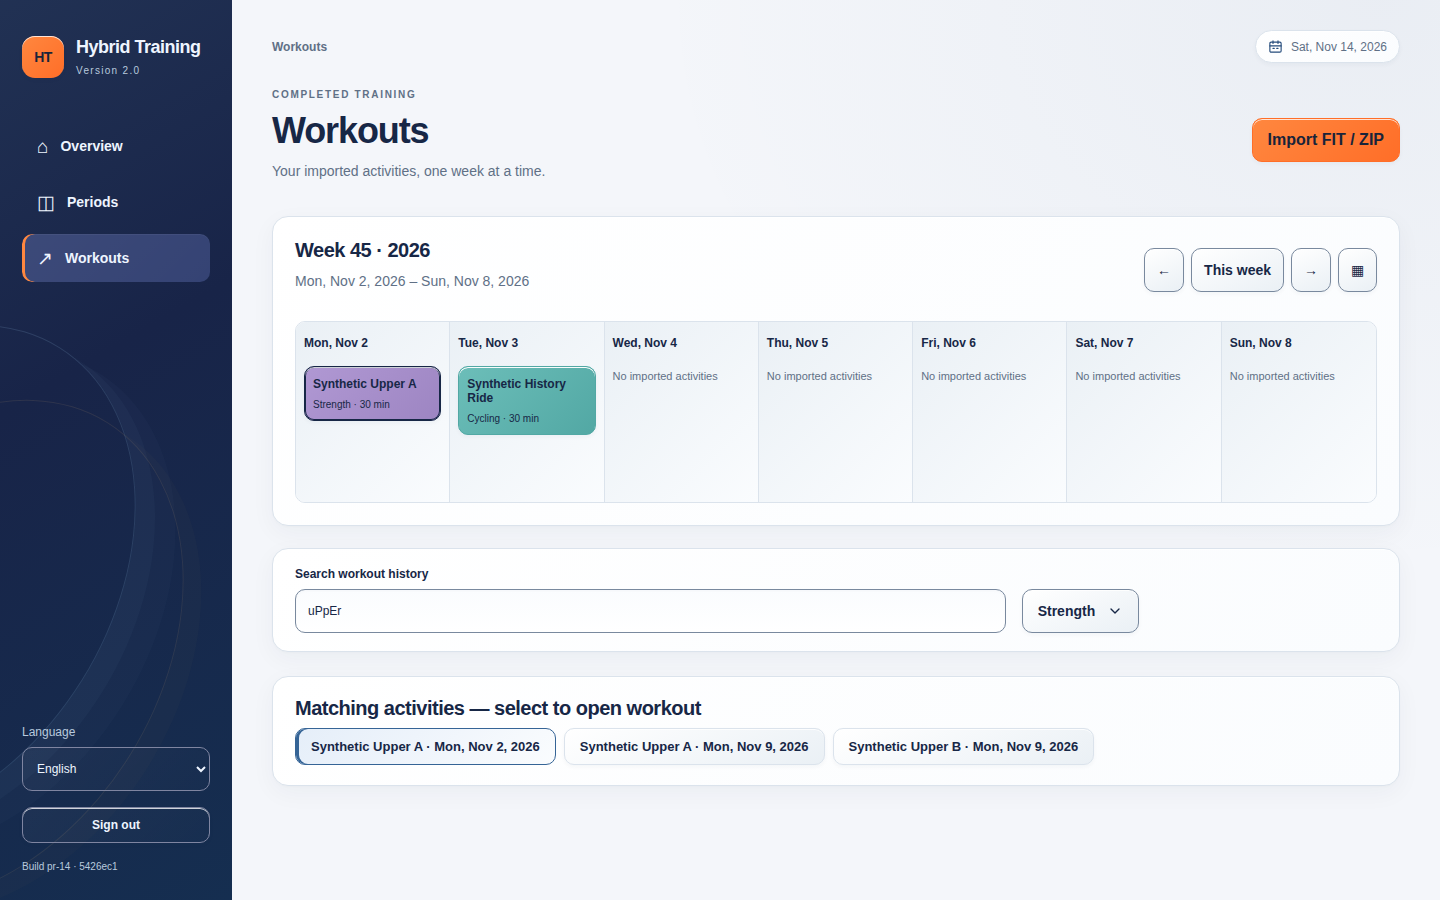 HT
Hybrid Training
Version 2.0
Overview
Periods
Workouts
Language
English
Sign out
Build pr-14 · 5426ec1
Workouts
Sat, Nov 14, 2026
COMPLETED TRAINING
Workouts
Your imported activities, one week at a time.
Import FIT / ZIP
Week 45 · 2026
Mon, Nov 2, 2026 – Sun, Nov 8, 2026
← This week →
Mon, Nov 2
Synthetic Upper A
Strength · 30 min
Tue, Nov 3
Synthetic History
Ride
Cycling · 30 min
Wed, Nov 4
No imported activities
Thu, Nov 5
No imported activities
Fri, Nov 6
No imported activities
Sat, Nov 7
No imported activities
Sun, Nov 8
No imported activities
Search workout history
uPpEr
Strength
Matching activities — select to open workout
Synthetic Upper A · Mon, Nov 2, 2026
Synthetic Upper A · Mon, Nov 9, 2026
Synthetic Upper B · Mon, Nov 9, 2026